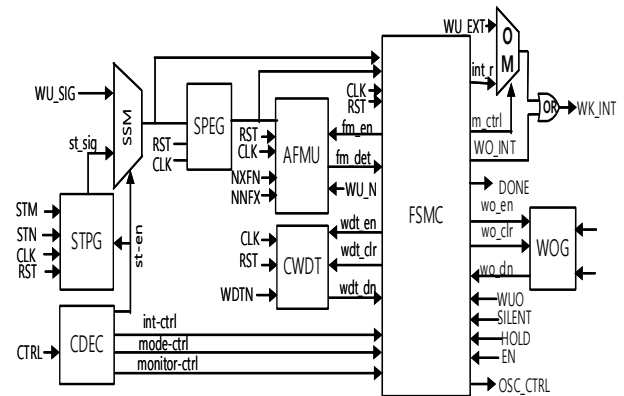 WU_EXT
O
M
int_r
OR
WK_INT
m_ctrl
WO_INT
WU_SIG
SSM
st_sig
SPEG
RST
CLK
CLK
RST
RST
CLK
AFMU
NXFN
NNFX
fm_en
fm_det
WU_N
FSMC
DONE
wo_en
wo_clr
WOG
wo_dn
STM
STN
CLK
RST
STPG
st-en
CLK
RST
WDTN
CWDT
wdt_en
wdt_clr
wdt_dn
WUO
SILENT
HOLD
EN
OSC_CTRL
CTRL
CDEC
int-ctrl
mode-ctrl
monitor-ctrl